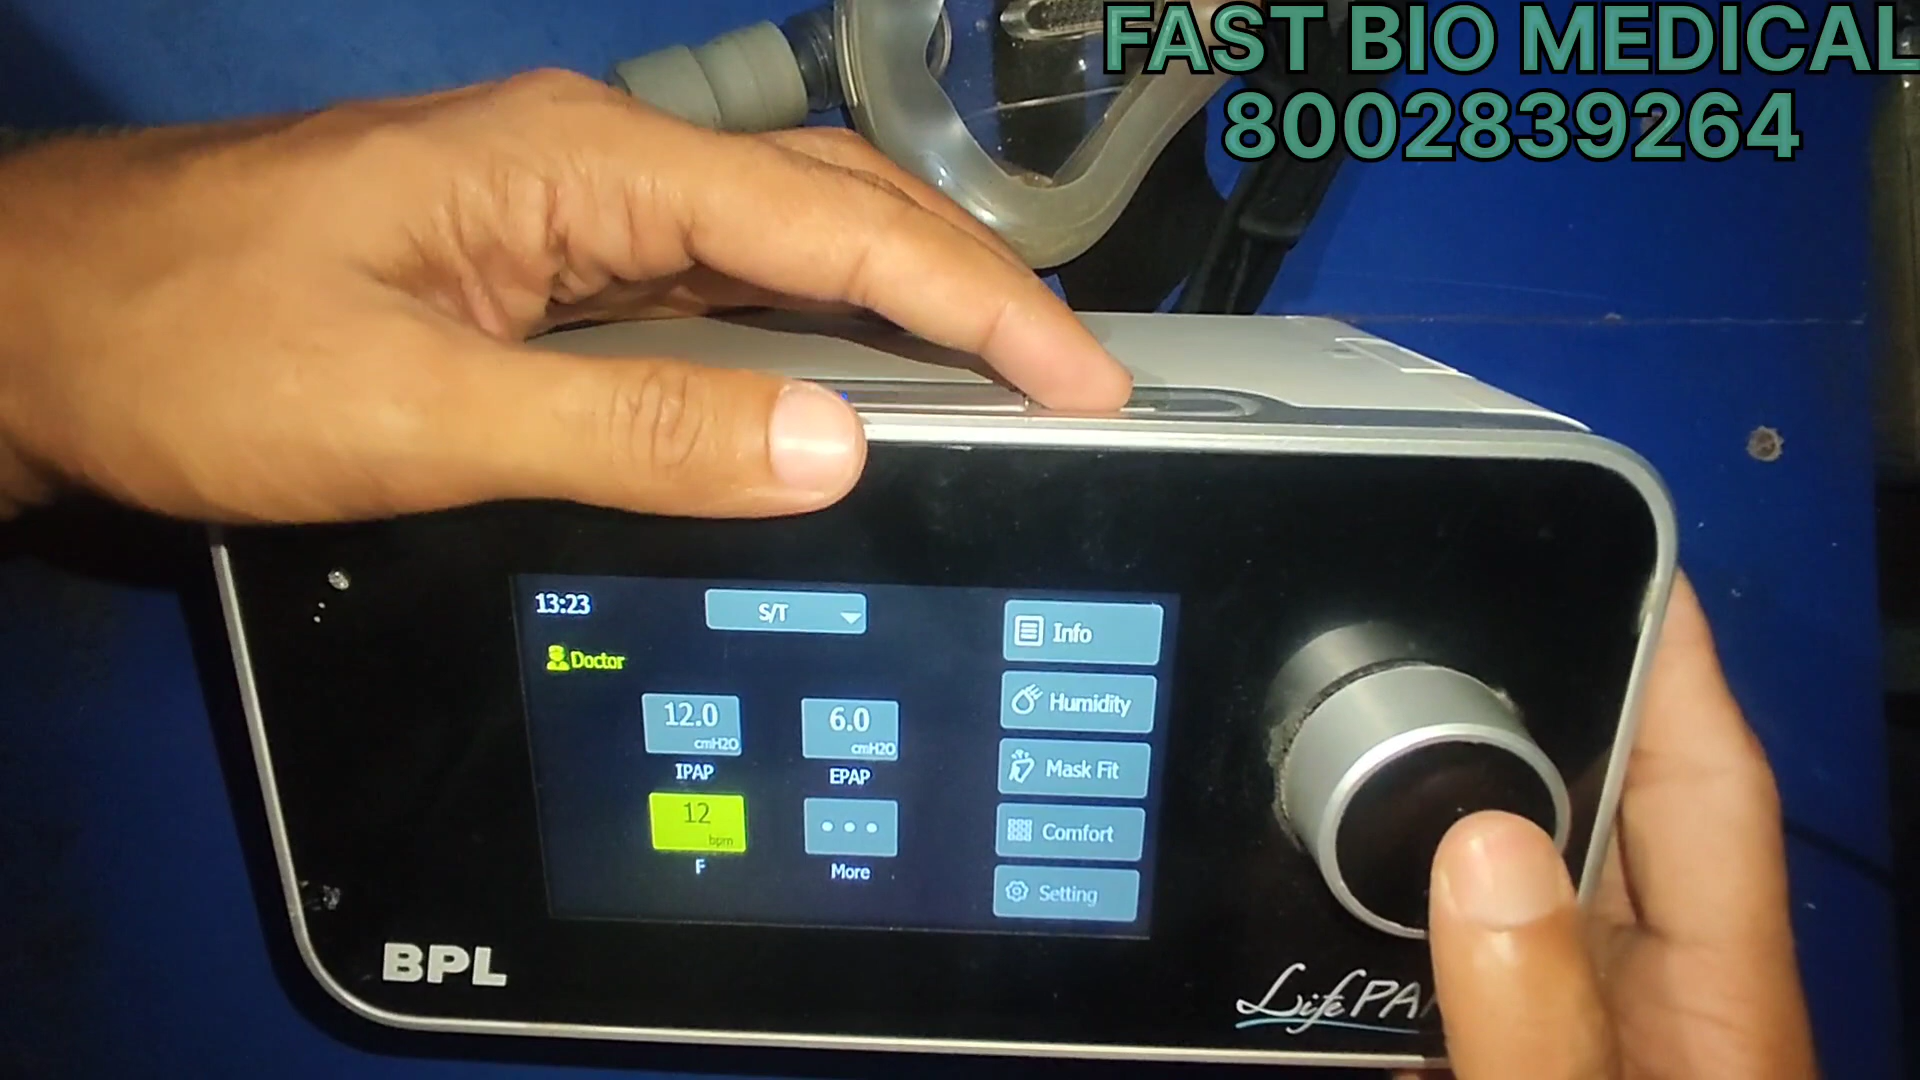 FAST BIO MEDICAL
8002839264
13:23
S/T
Info
Doctor
Humidity
12.0
cmH2O
6.0
cmH2O
IPAP
EPAP
Mask Fit
12
bpm
Comfort
F
More
Setting
BPL